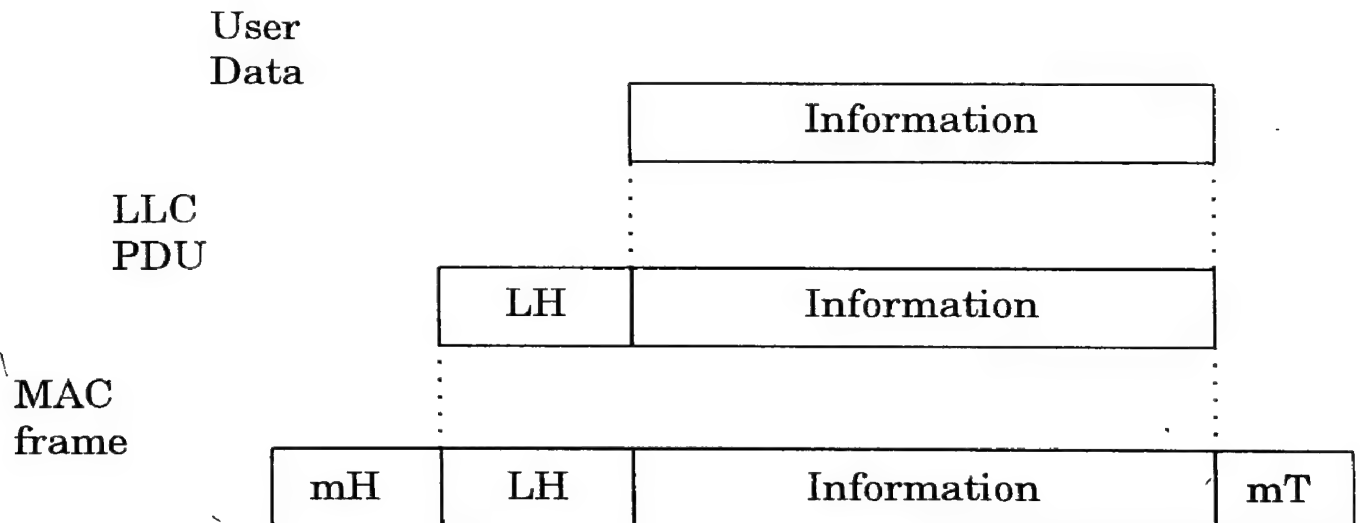 User
Data
Information
LLC
PDU
LH Information
MAC
frame
mH LH Information mT